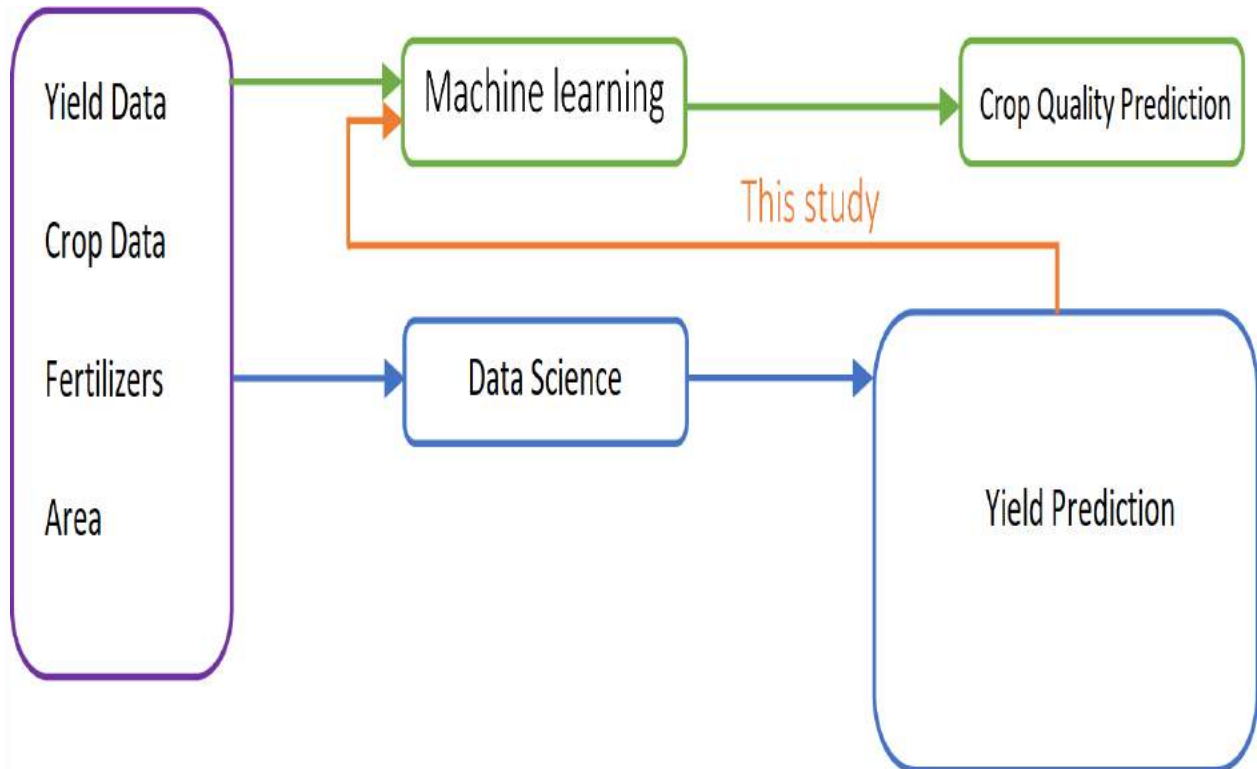 Yield Data
Crop Data
Fertilizers
Area
Machine learning
Crop Quality Prediction
This study
Data Science
Yield Prediction